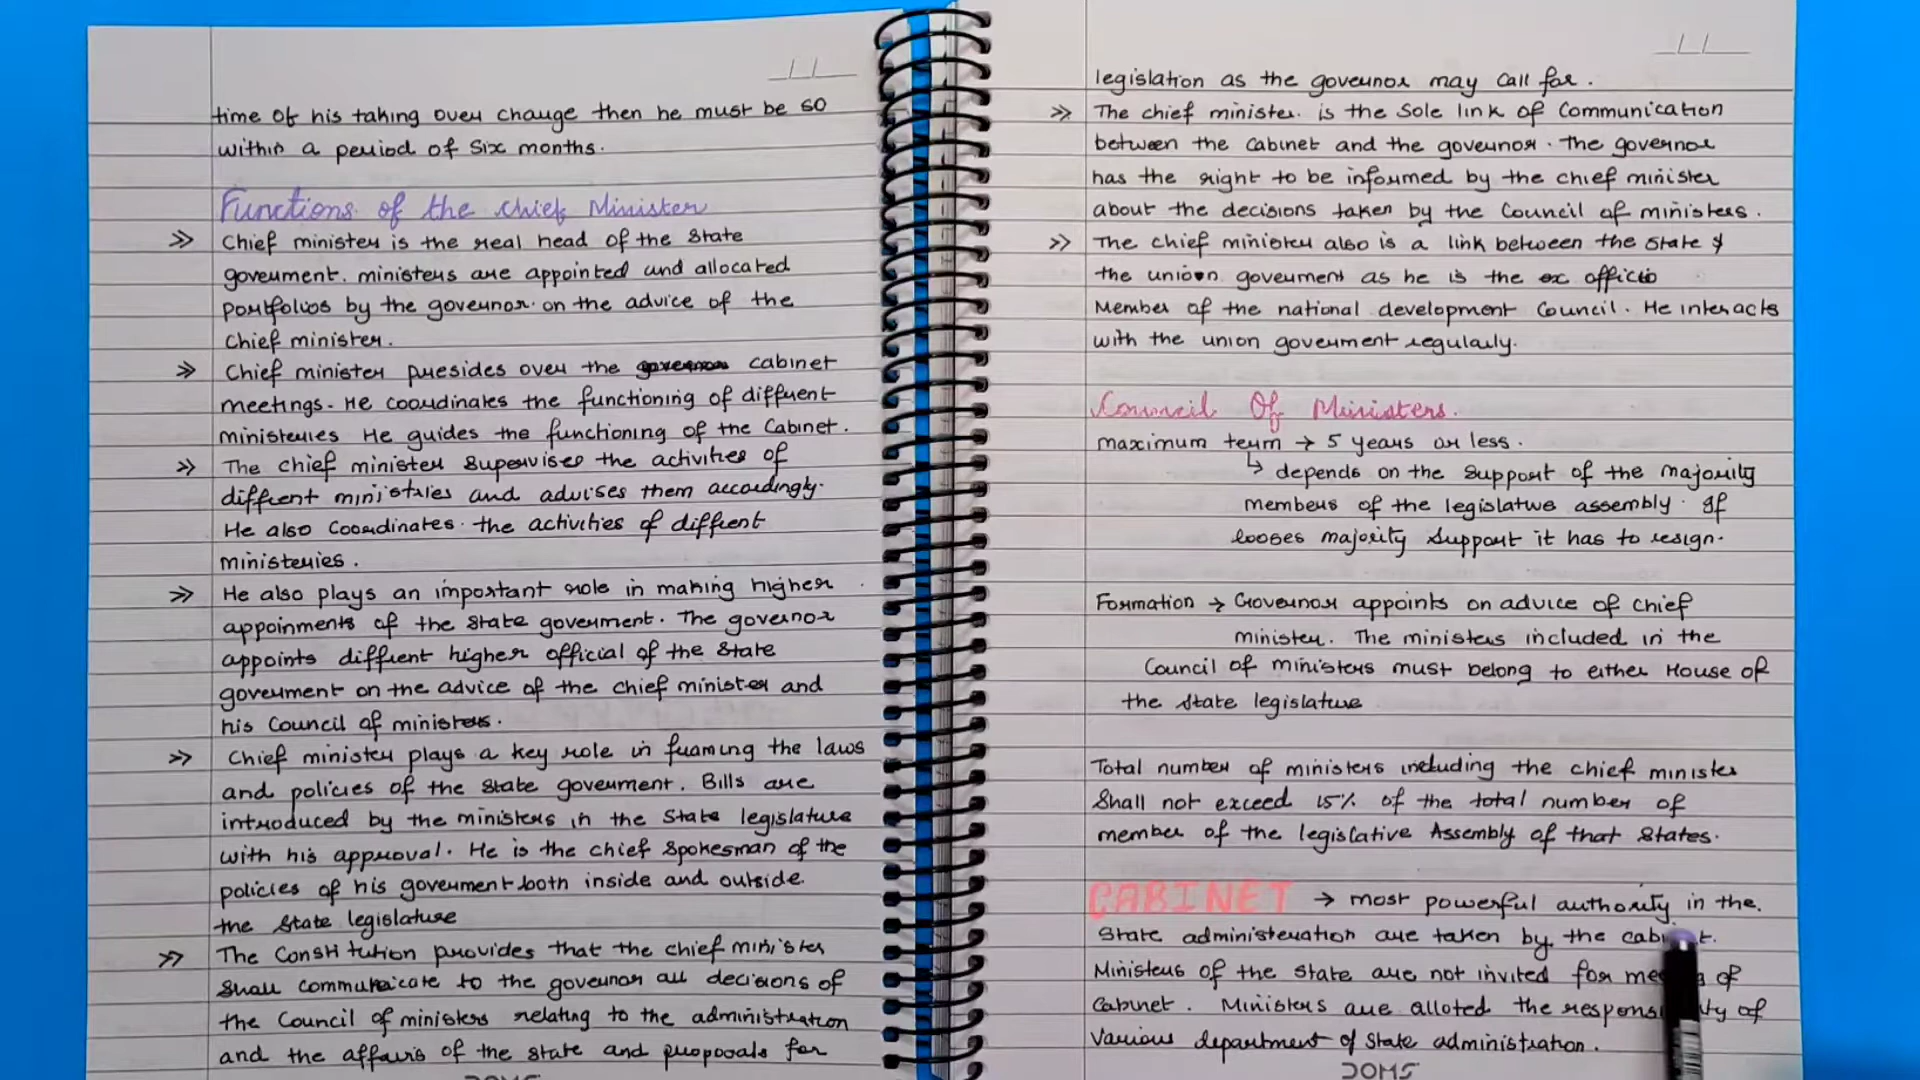 time of his taking over charge then he must be so
within a period of six months.
Functions of the Chief Minister
>> Chief minister is the real head of the State
goverment. ministers are appointed and allocated
portfolios by the governor on the advice of the
chief minister.
>> Chief minister presides over the cabinet
meetings. He coordinates the functioning of diffrent
ministeries He guides the functioning of the Cabinet.
>> The chief minister Supervises the activities of
diffrent ministries and advises them accordingly.
He also Coordinates the activities of diffrent
ministeries.
>> He also plays an important role in making higher
appoinments of the State goverment. The governor
appoints diffrent higher official of the State
goverment on the advice of the chief minister and
his Council of ministers.
>> Chief minister plays a key role in framing the laws
and policies of the State goverment. Bills are
introduced by the ministers in the State legislature
with his approval. He is the chief Spokesman of the
policies of his goverment both inside and outside
the State legislature
>> The Constitution provides that the chief minister
Shall communicate to the governor all decisions of
the Council of ministers relating to the administration
and the affairs of the state and proposals for
DOMS
legislation as the governor may call for.
>> The chief minister is the Sole link of Communication
between the Cabinet and the governor. The governor
has the right to be informed by the chief minister
about the decisions taken by the Council of ministers.
>> The chief minister also is a link between the State &
the union goverment as he is the ex officio
Member of the national development Council. He interacts
with the union goverment regularly.
Council Of Ministers.
maximum term → 5 years or less.
↳ depends on the Support of the majority
members of the legislative assembly. If
looses majority Support it has to resign.
Formation → Governor appoints on advice of chief
minister. The ministers included in the
Council of ministers must belong to either House of
the State legislature
Total number of ministers including the chief minister
Shall not exceed 15% of the total number of
member of the legislative Assembly of that States.
CABINET → most powerful authority in the.
State administeration are taken by the
Ministers of the State are not invited for of
Cabinet. Ministers are alloted the of
Various department of State administration.
DOMS